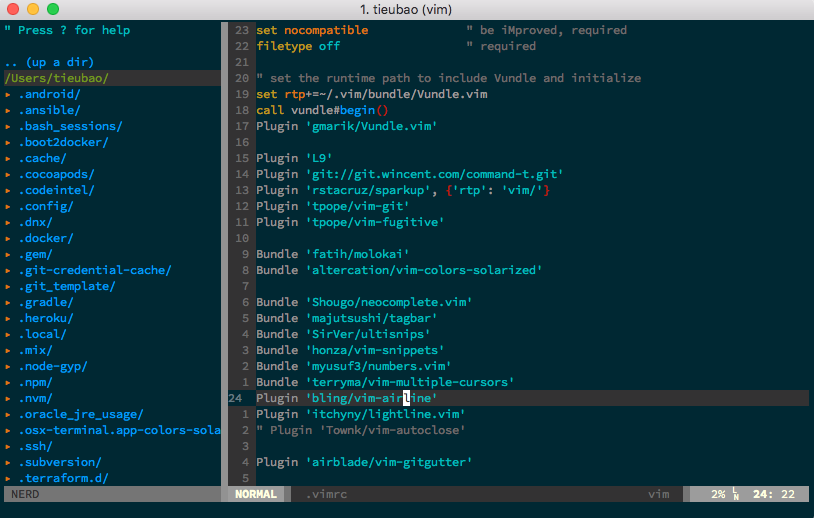 1. tieubao (vim)
" Press ? for help
.. (up a dir)
/Users/tieubao/
▸ .android/
▸ .ansible/
▸ .bash_sessions/
▸ .boot2docker/
▸ .cache/
▸ .cocoapods/
▸ .codeintel/
▸ .config/
▸ .dnx/
▸ .docker/
▸ .gem/
▸ .git-credential-cache/
▸ .git_template/
▸ .gradle/
▸ .heroku/
▸ .local/
▸ .mix/
▸ .node-gyp/
▸ .npm/
▸ .nvm/
▸ .oracle_jre_usage/
▸ .osx-terminal.app-colors-sola
▸ .ssh/
▸ .subversion/
▸ .terraform.d/
NERD
23 set nocompatible " be iMproved, required
22 filetype off " required
21
20 " set the runtime path to include Vundle and initialize
19 set rtp+=~/.vim/bundle/Vundle.vim
18 call vundle#begin()
17 Plugin 'gmarik/Vundle.vim'
16
15 Plugin 'L9'
14 Plugin 'git://git.wincent.com/command-t.git'
13 Plugin 'rstacruz/sparkup', {'rtp': 'vim/'}
12 Plugin 'tpope/vim-git'
11 Plugin 'tpope/vim-fugitive'
10
9 Bundle 'fatih/molokai'
8 Bundle 'altercation/vim-colors-solarized'
7
6 Bundle 'Shougo/neocomplete.vim'
5 Bundle 'majutsushi/tagbar'
4 Bundle 'SirVer/ultisnips'
3 Bundle 'honza/vim-snippets'
2 Bundle 'myusuf3/numbers.vim'
1 Bundle 'terryma/vim-multiple-cursors'
24 Plugin 'bling/vim-airline'
1 Plugin 'itchyny/lightline.vim'
2 " Plugin 'Townk/vim-autoclose'
3
4 Plugin 'airblade/vim-gitgutter'
5
NORMAL .vimrc vim 2% LN 24: 22